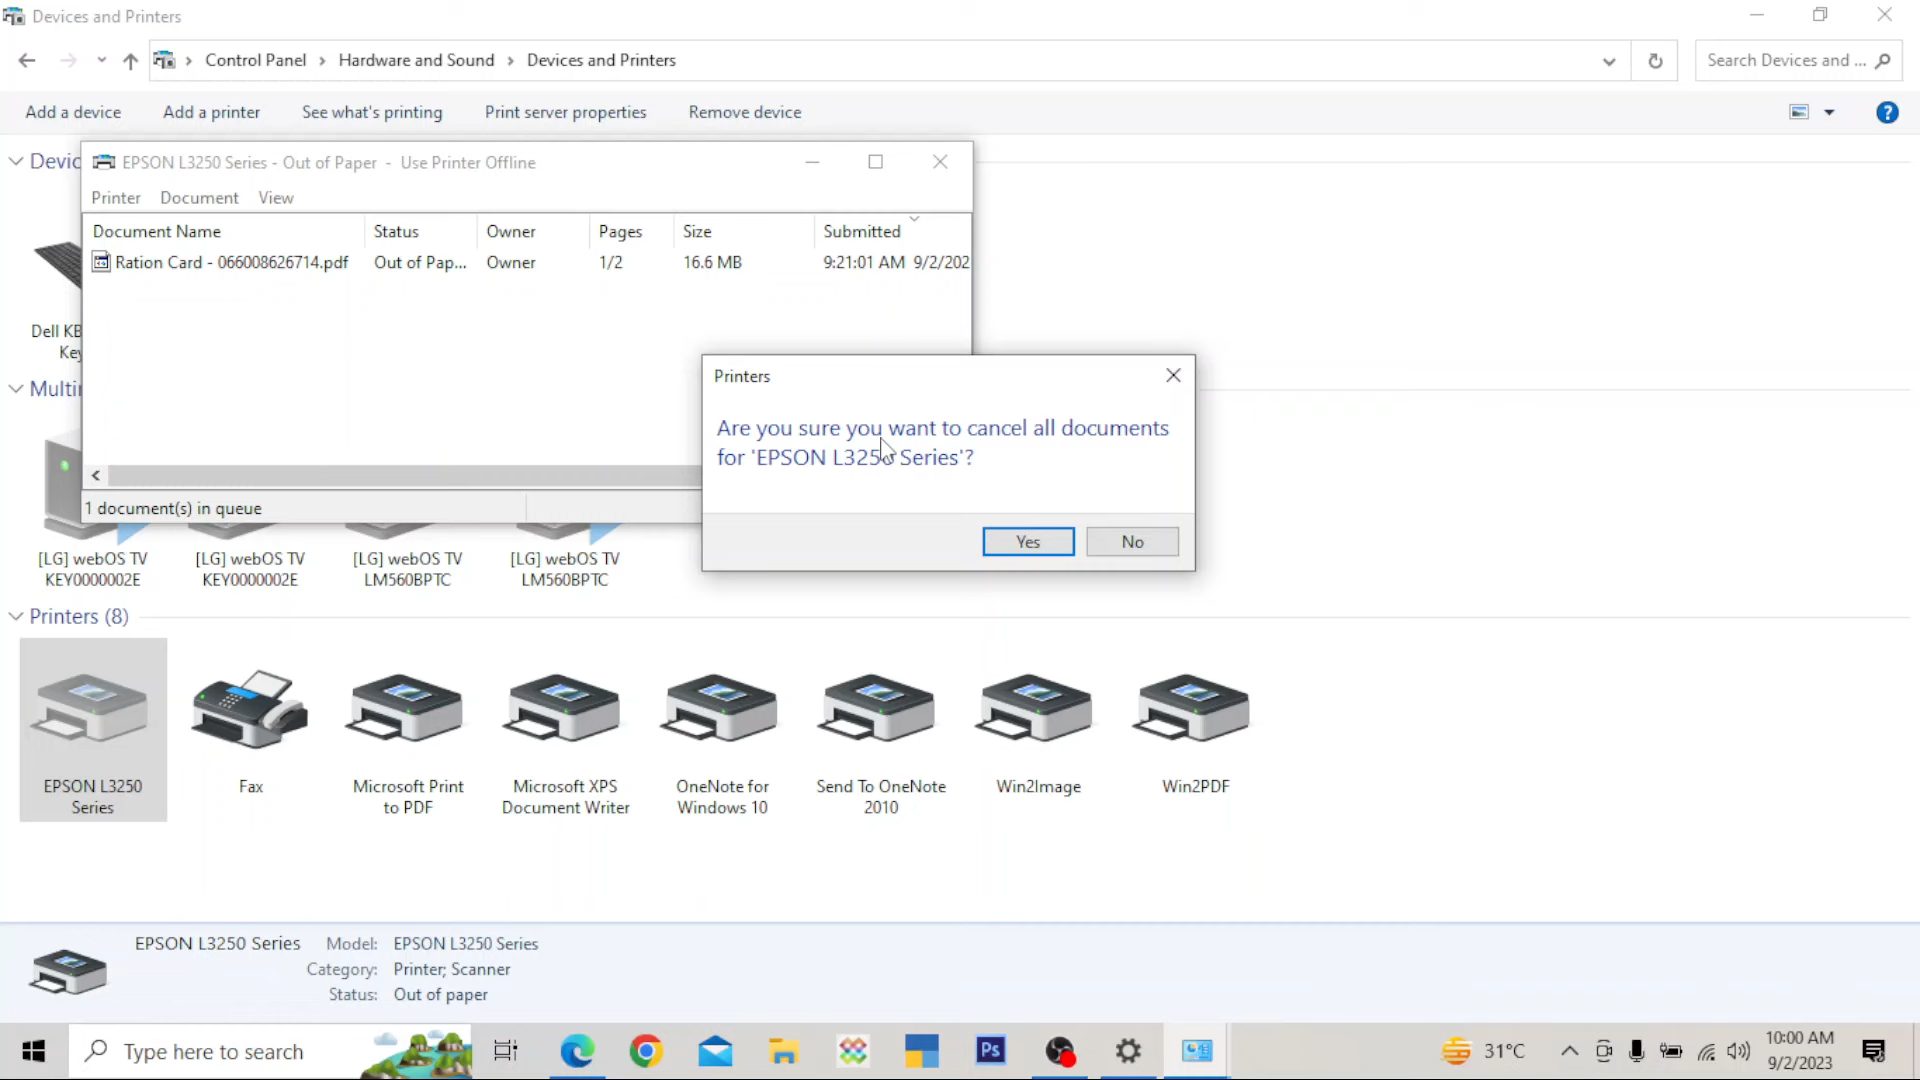 Devices and Printers
Control Panel > Hardware and Sound > Devices and Printers
Search Devices and ...
Add a device Add a printer See what's printing Print server properties Remove device
Devic
EPSON L3250 Series - Out of Paper - Use Printer Offline
Printer Document View
Document Name Status Owner Pages Size Submitted
Ration Card - 066008626714.pdf Out of Pap... Owner 1/2 16.6 MB 9:21:01 AM 9/2/202
Dell KB
Key
Printers
Are you sure you want to cancel all documents
for 'EPSON L3250 Series'?
Yes No
Multin
1 document(s) in queue
[LG] webOS TV
KEY0000002E
[LG] webOS TV
KEY0000002E
[LG] webOS TV
LM560BPTC
[LG] webOS TV
LM560BPTC
Printers (8)
EPSON L3250
Series
Fax
Microsoft Print
to PDF
Microsoft XPS
Document Writer
OneNote for
Windows 10
Send To OneNote
2010
Win2Image
Win2PDF
EPSON L3250 Series Model: EPSON L3250 Series
Category: Printer; Scanner
Status: Out of paper
Type here to search
Ps
31°C
10:00 AM
9/2/2023